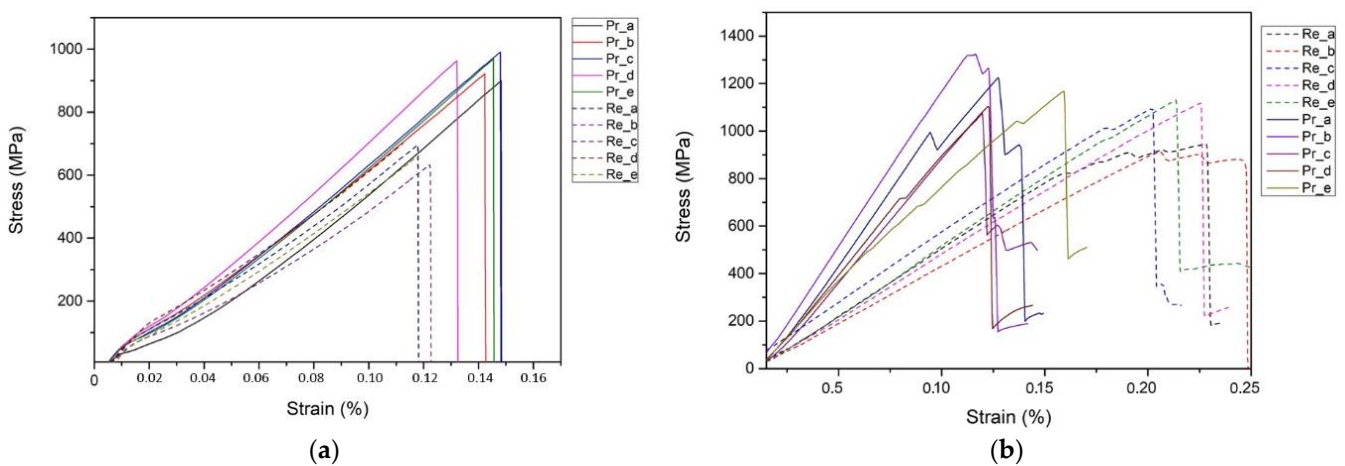 1000
800
600
400
200
0
0.02
0.04
0.06
0.08
0.10
0.12
0.14
0.16
Stress (MPa)
Strain (%)
Pr_a
Pr_b
Pr_c
Pr_d
Pr_e
Re_a
Re_b
Re_c
Re_d
Re_e
(a)
1400
1200
1000
800
600
400
200
0
0.5
0.10
0.15
0.20
0.25
Stress (MPa)
Strain (%)
Re_a
Re_b
Re_c
Re_d
Re_e
Pr_a
Pr_b
Pr_c
Pr_d
Pr_e
(b)